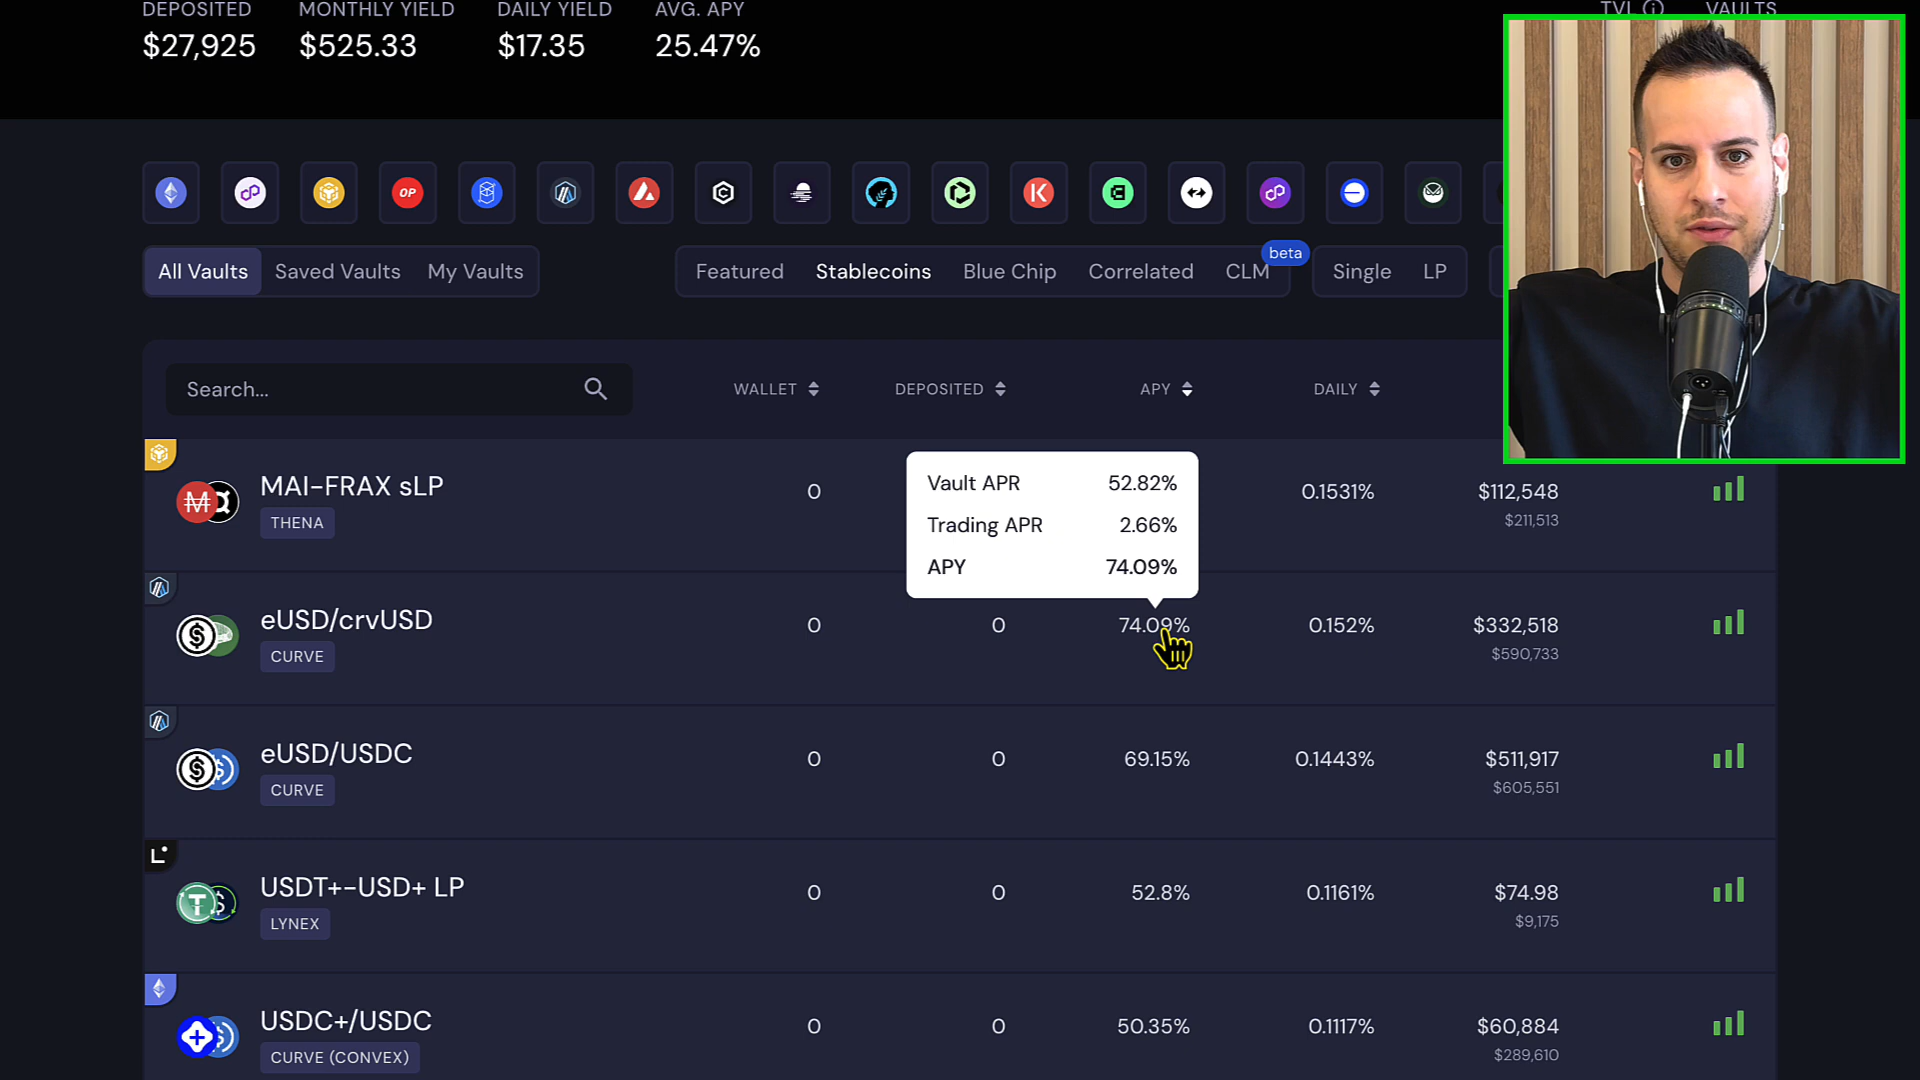 DEPOSITED MONTHLY YIELD DAILY YIELD AVG. APY TVL VAULTS
$27,925 $525.33 $17.35 25.47%
OP
beta
All Vaults Saved Vaults My Vaults Featured Stablecoins Blue Chip Correlated CLM Single LP
Search... WALLET DEPOSITED APY DAILY
MAI-FRAX sLP 0 0.1531% $112,548
THENA $211,513
Vault APR 52.82%
Trading APR 2.66%
APY 74.09%
eUSD/crvUSD 0 0 74.09% 0.152% $332,518
CURVE $590,733
eUSD/USDC 0 0 69.15% 0.1443% $511,917
CURVE $605,551
USDT+-USD+ LP 0 0 52.8% 0.1161% $74.98
LYNEX $9,175
USDC+/USDC 0 0 50.35% 0.1117% $60,884
CURVE (CONVEX) $289,610